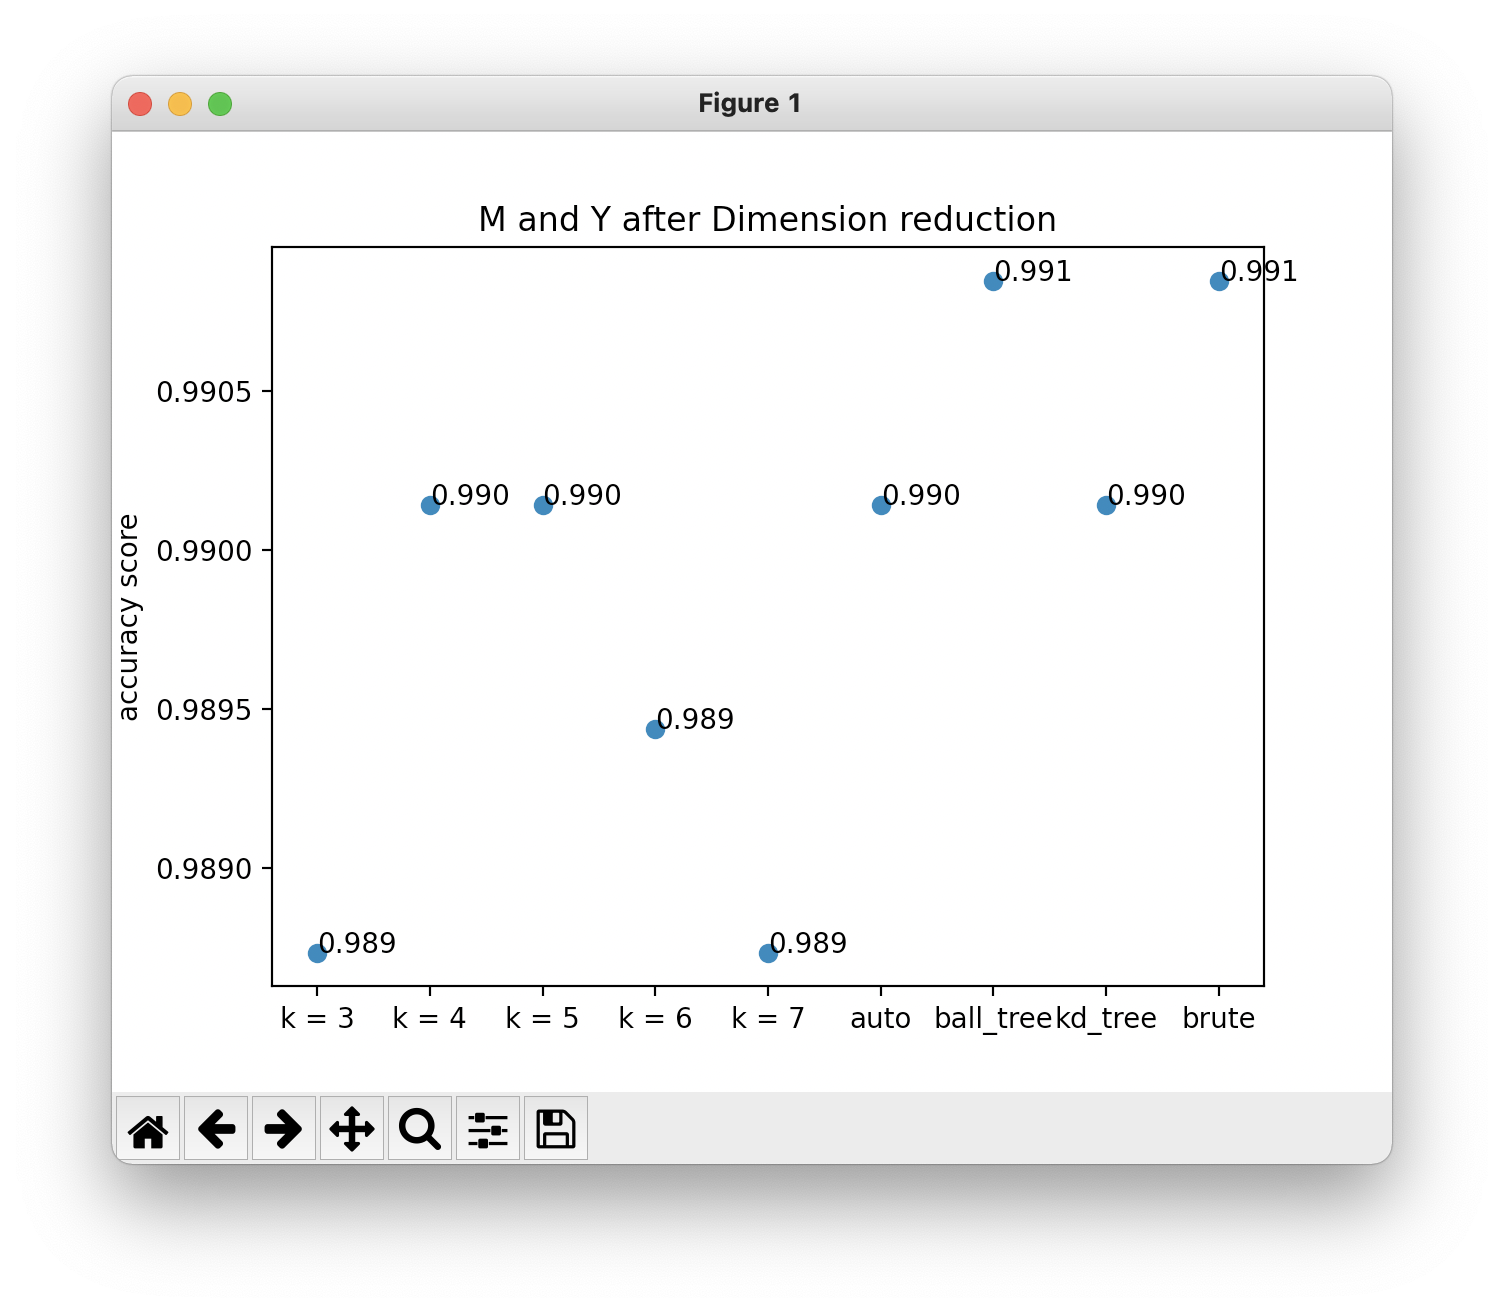 Figure 1
M and Y after Dimension reduction
accuracy score
0.9905
0.9900
0.9895
0.9890
0.991
0.991
0.990
0.990
0.990
0.990
0.989
0.989
0.989
k = 3
k = 4
k = 5
k = 6
k = 7
auto
ball_tree
kd_tree
brute